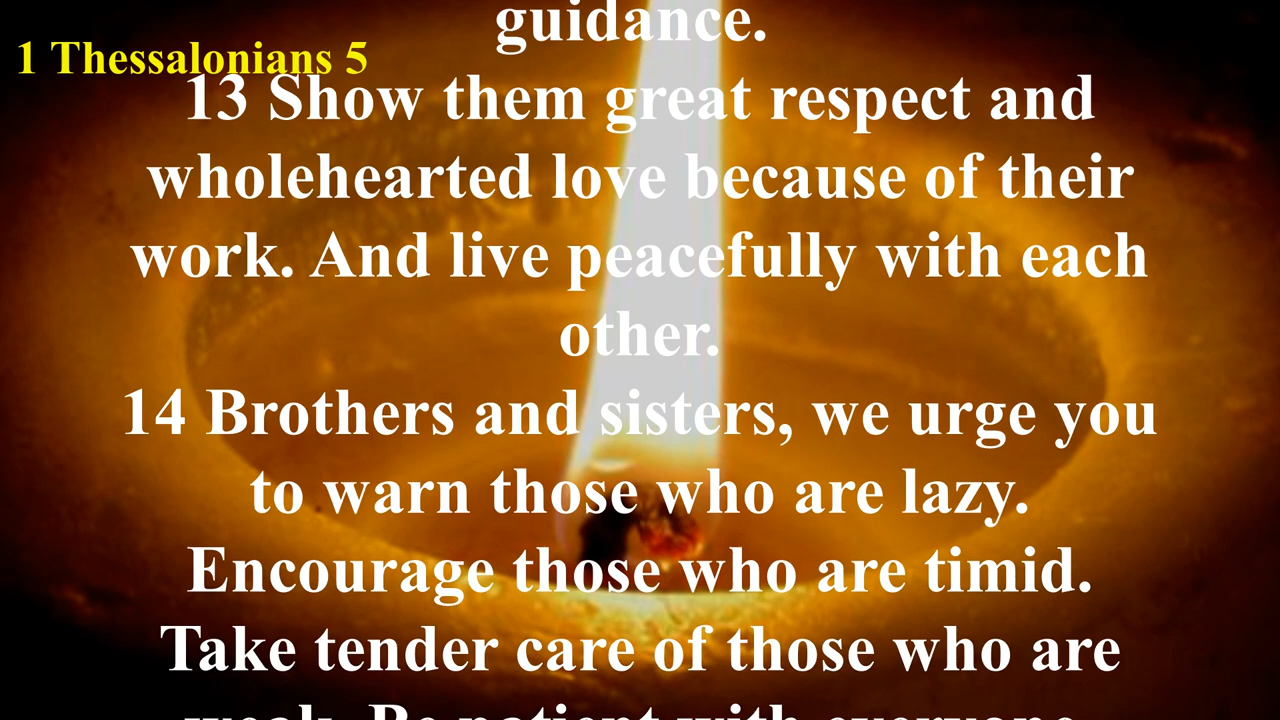 guidance.
1 Thessalonians 5
13 Show them great respect and
wholehearted love because of their
work. And live peacefully with each
other.
14 Brothers and sisters, we urge you
to warn those who are lazy.
Encourage those who are timid.
Take tender care of those who are
weak. Be patient with everyone.